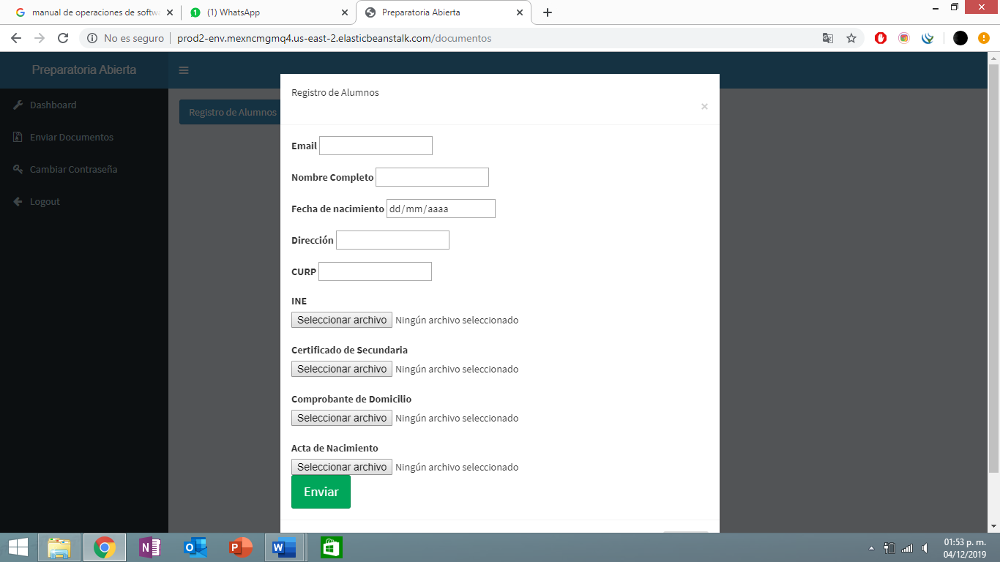 manual de operaciones de softw
(1) WhatsApp
Preparatoria Abierta
No es seguro
prod2-env.mexncmgmq4.us-east-2.elasticbeanstalk.com/documentos
Preparatoria Abierta
Dashboard
Enviar Documentos
Cambiar Contraseña
Logout
Registro de Alumnos
Registro de Alumnos
×
Email
Nombre Completo
Fecha de nacimiento dd/mm/aaaa
Dirección
CURP
INE
Seleccionar archivo Ningún archivo seleccionado
Certificado de Secundaria
Seleccionar archivo Ningún archivo seleccionado
Comprobante de Domicilio
Seleccionar archivo Ningún archivo seleccionado
Acta de Nacimiento
Seleccionar archivo Ningún archivo seleccionado
Enviar
01:53 p. m.
04/12/2019